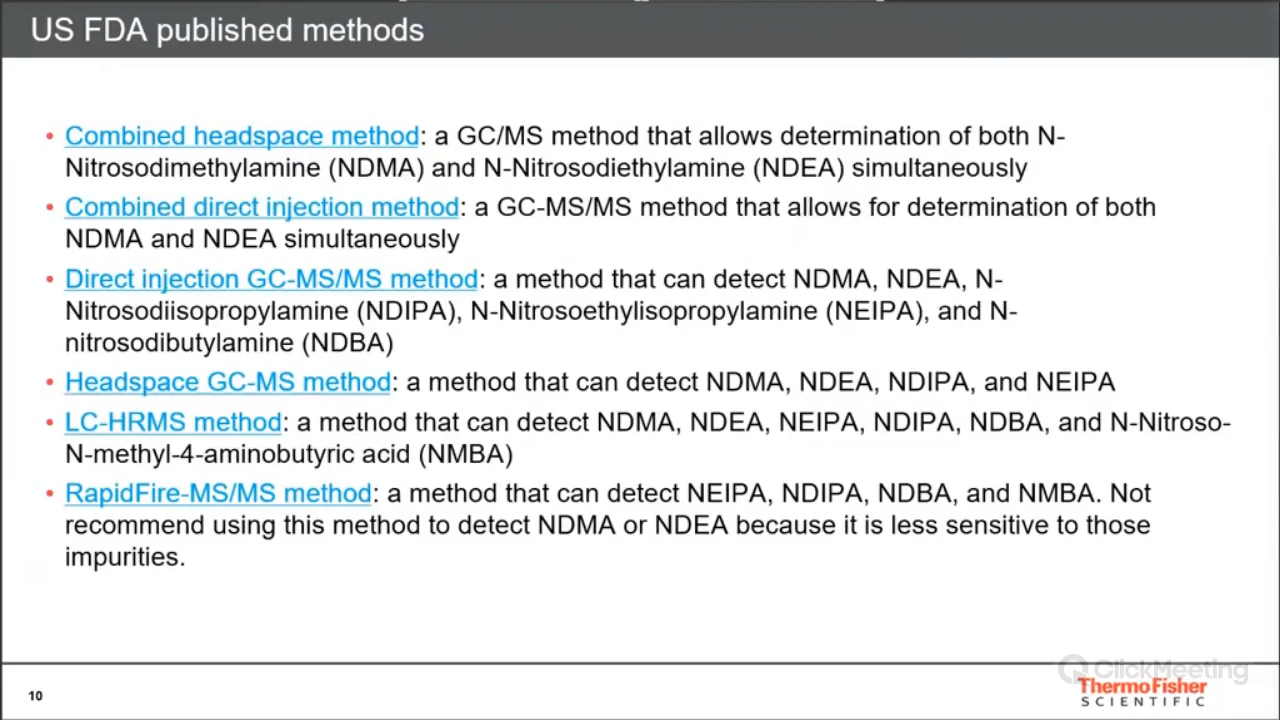 US FDA published methods
• Combined headspace method: a GC/MS method that allows determination of both N-
Nitrosodimethylamine (NDMA) and N-Nitrosodiethylamine (NDEA) simultaneously
• Combined direct injection method: a GC-MS/MS method that allows for determination of both
NDMA and NDEA simultaneously
• Direct injection GC-MS/MS method: a method that can detect NDMA, NDEA, N-
Nitrosodiisopropylamine (NDIPA), N-Nitrosoethylisopropylamine (NEIPA), and N-
nitrosodibutylamine (NDBA)
• Headspace GC-MS method: a method that can detect NDMA, NDEA, NDIPA, and NEIPA
• LC-HRMS method: a method that can detect NDMA, NDEA, NEIPA, NDIPA, NDBA, and N-Nitroso-
N-methyl-4-aminobutyric acid (NMBA)
• RapidFire-MS/MS method: a method that can detect NEIPA, NDIPA, NDBA, and NMBA. Not
recommend using this method to detect NDMA or NDEA because it is less sensitive to those
impurities.
ClickMeeting
10
ThermoFisher
SCIENTIFIC